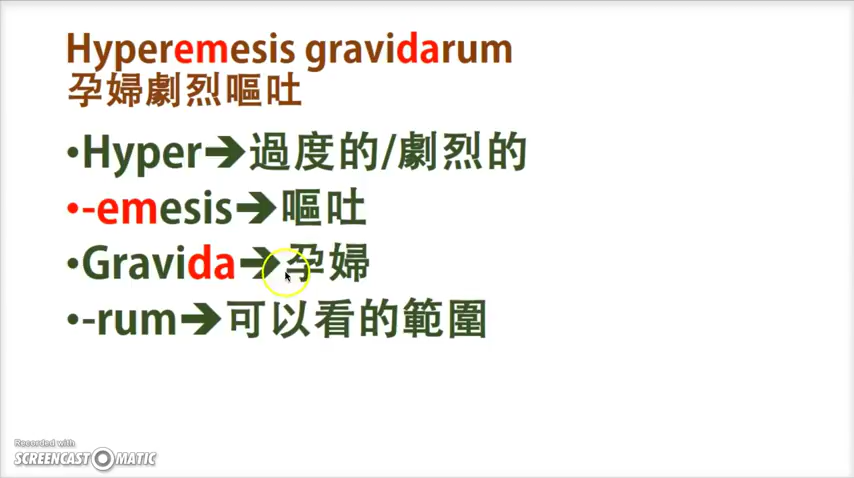 Hyperemesis gravidarum
孕婦劇烈嘔吐
•Hyper➔過度的/劇烈的
•-emesis➔嘔吐
•Gravida➔孕婦
•-rum➔可以看的範圍
Recorded with
SCREENCAST-O-MATIC